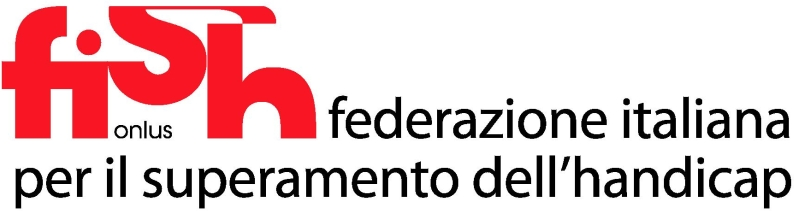 fish
onlus
federazione italiana
per il superamento dell'handicap